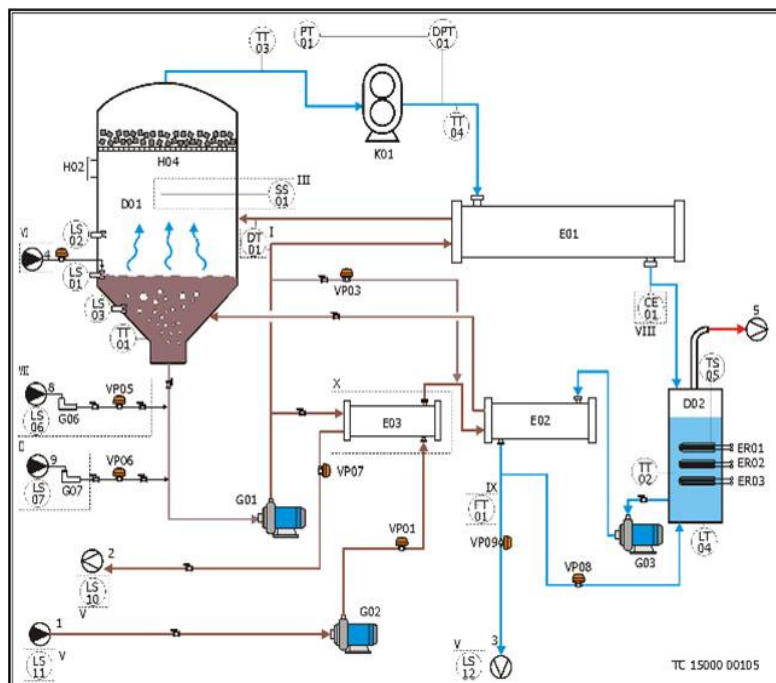 TT
03
PT
01
DPT
01
TT
04
K01
H04
H02
III
SS
01
D01
LS
02
VI
4
LS
01
DT
01
I
E01
LS
03
TT
01
VP03
CE
01
VIII
5
TS
05
D02
VII
8
VP05
LS
06
G06
X
E03
E02
ER01
ER02
ER03
TT
02
9
VP06
LS
07
G07
VP07
G01
IX
FT
01
VP01
VP09
G03
LT
04
VP08
2
LS
10
V
G02
1
V
LS
11
V
3
LS
12
TC 15000 00105